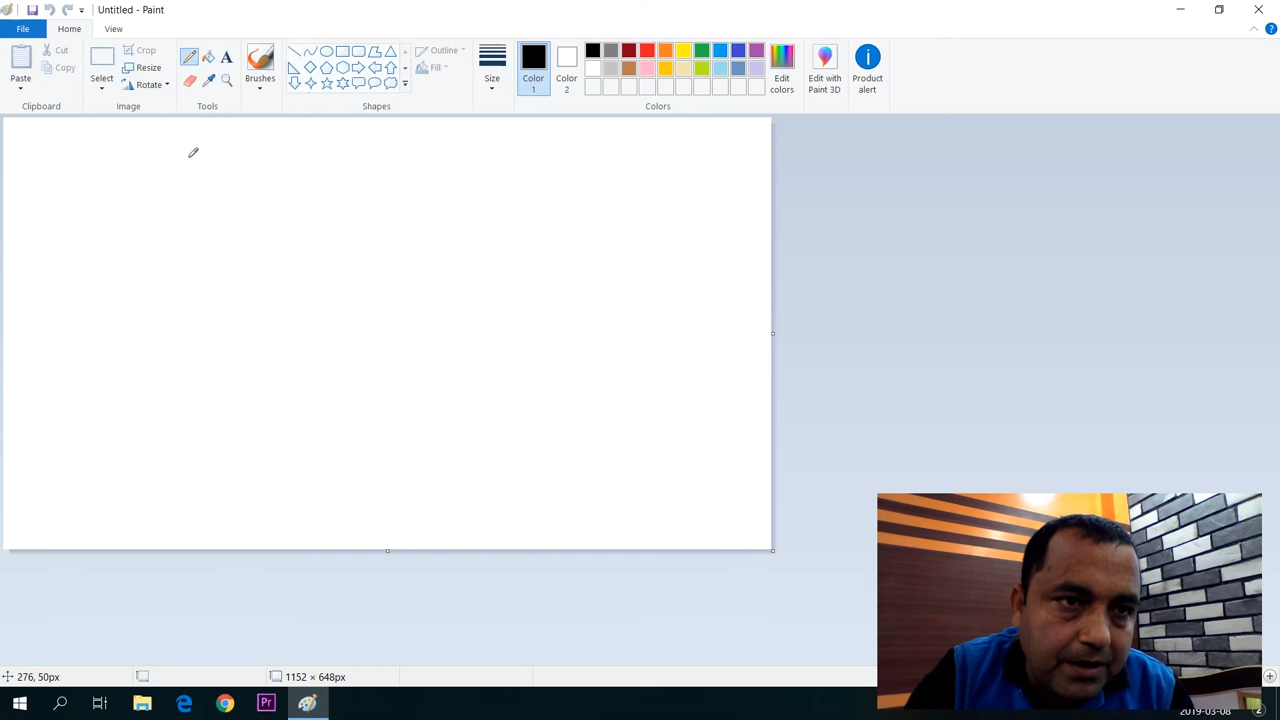 Untitled - Paint
File
Home
View
Paste
Cut
Copy
Clipboard
Select
Crop
Resize
Rotate
Image
A
Tools
Brushes
Outline
Fill
Shapes
Size
Color
1
Color
2
Edit
colors
Colors
Edit with
Paint 3D
Product
alert
276, 50px
1152 × 648px
Pr
2019-03-08
2